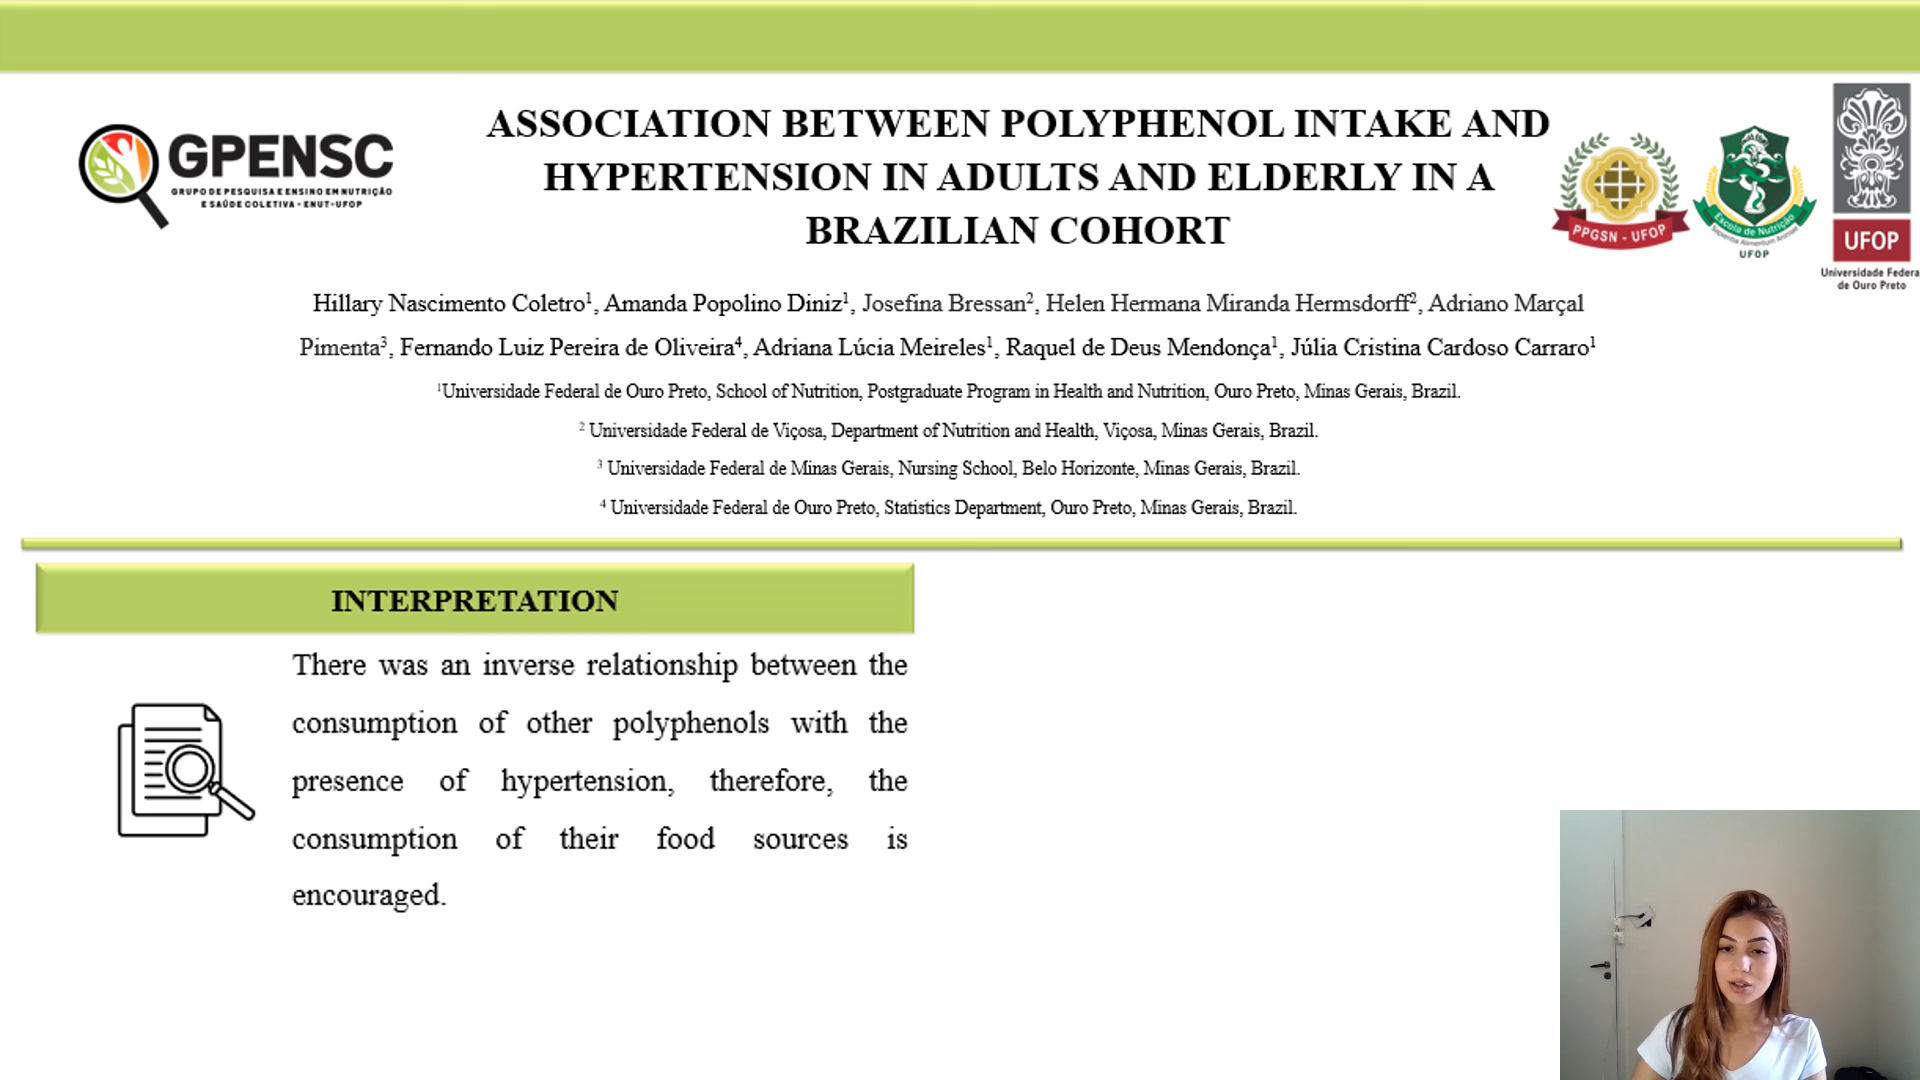 GPENSC
GRUPO DE PESQUISA E ENSINO EM NUTRIÇÃO
E SAÚDE COLETIVA - ENUT-UFOP
ASSOCIATION BETWEEN POLYPHENOL INTAKE AND
HYPERTENSION IN ADULTS AND ELDERLY IN A
BRAZILIAN COHORT
PPGSN - UFOP
Escola de Nutrição
UFOP
UFOP
Universidade Federa
de Ouro Preto
Hillary Nascimento Coletro¹, Amanda Popolino Diniz¹, Josefina Bressan², Helen Hermana Miranda Hermsdorff², Adriano Marçal
Pimenta³, Fernando Luiz Pereira de Oliveira⁴, Adriana Lúcia Meireles¹, Raquel de Deus Mendonça¹, Júlia Cristina Cardoso Carraro¹
¹Universidade Federal de Ouro Preto, School of Nutrition, Postgraduate Program in Health and Nutrition, Ouro Preto, Minas Gerais, Brazil.
² Universidade Federal de Viçosa, Department of Nutrition and Health, Viçosa, Minas Gerais, Brazil.
³ Universidade Federal de Minas Gerais, Nursing School, Belo Horizonte, Minas Gerais, Brazil.
⁴ Universidade Federal de Ouro Preto, Statistics Department, Ouro Preto, Minas Gerais, Brazil.
INTERPRETATION
There was an inverse relationship between the
consumption of other polyphenols with the
presence of hypertension, therefore, the
consumption of their food sources is
encouraged.